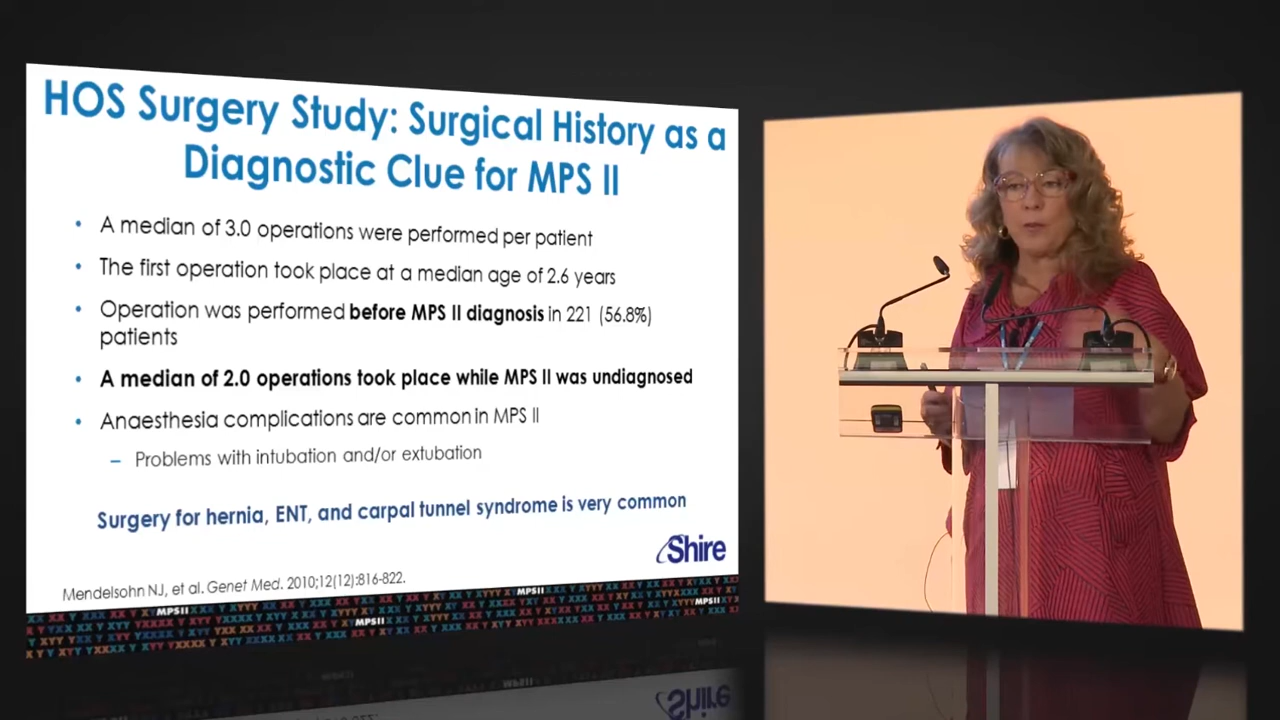 HOS Surgery Study: Surgical History as a
Diagnostic Clue for MPS II
• A median of 3.0 operations were performed per patient
• The first operation took place at a median age of 2.6 years
• Operation was performed before MPS II diagnosis in 221 (56.8%)
patients
• A median of 2.0 operations took place while MPS II was undiagnosed
• Anaesthesia complications are common in MPS II
– Problems with intubation and/or extubation
Surgery for hernia, ENT, and carpal tunnel syndrome is very common
Shire
Mendelsohn NJ, et al. Genet Med. 2010;12(12):816-822.
MPSII
MPSII
MPSII
MPSII